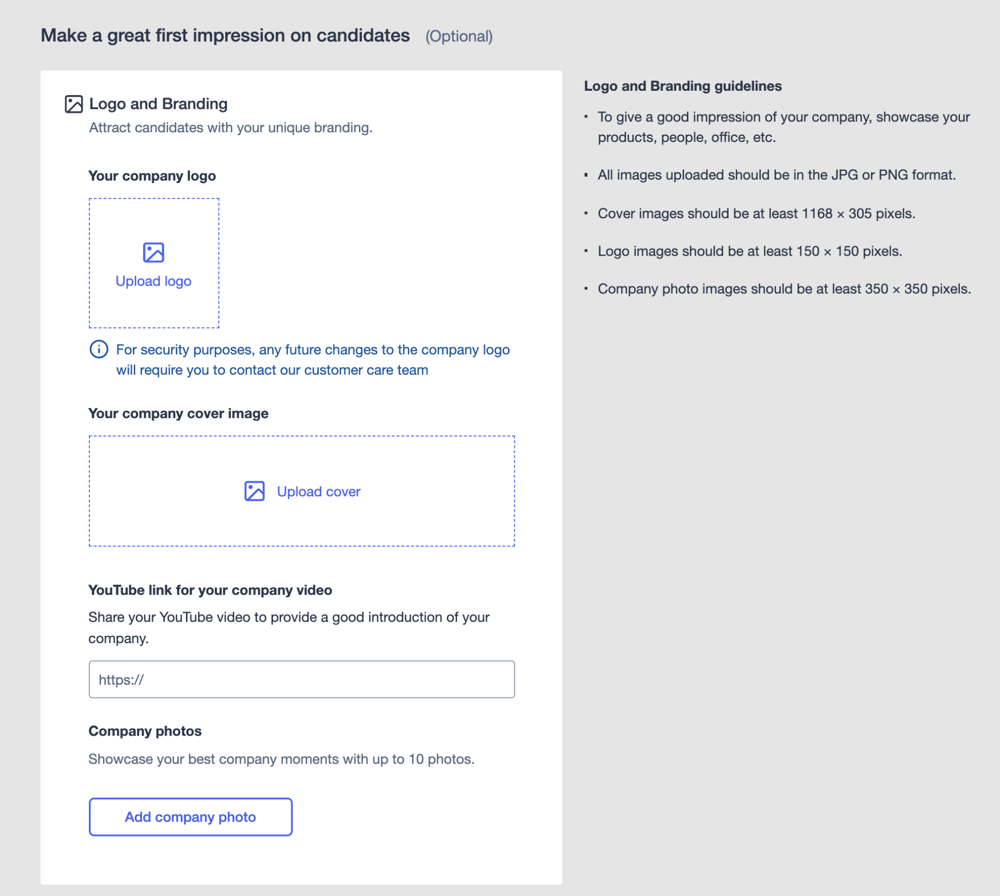 Make a great first impression on candidates (Optional)
Logo and Branding
Attract candidates with your unique branding.
Your company logo
Upload logo
For security purposes, any future changes to the company logo
will require you to contact our customer care team
Your company cover image
Upload cover
YouTube link for your company video
Share your YouTube video to provide a good introduction of your
company.
https://
Company photos
Showcase your best company moments with up to 10 photos.
Add company photo
Logo and Branding guidelines
• To give a good impression of your company, showcase your
products, people, office, etc.
• All images uploaded should be in the JPG or PNG format.
• Cover images should be at least 1168 × 305 pixels.
• Logo images should be at least 150 × 150 pixels.
• Company photo images should be at least 350 × 350 pixels.